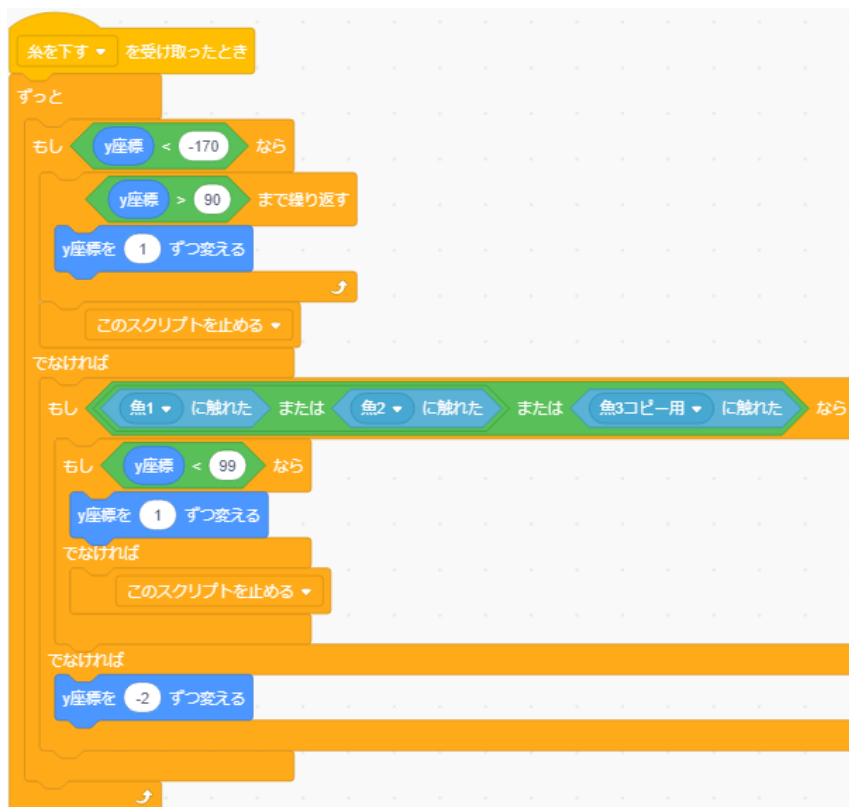 糸を下す を受け取ったとき
ずっと
もし y座標 < -170 なら
y座標 > 90 まで繰り返す
y座標を 1 ずつ変える
このスクリプトを止める
でなければ
もし 魚1 に触れた または 魚2 に触れた または 魚3コピー用 に触れた なら
もし y座標 < 99 なら
y座標を 1 ずつ変える
でなければ
このスクリプトを止める
でなければ
y座標を -2 ずつ変える